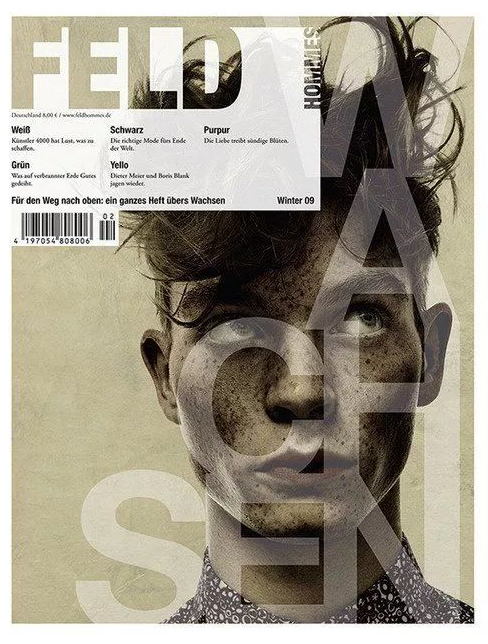 FELD
HOMMES
Deutschland 8,00 € / www.feldhommes.de
Weiß
Künstler 4000 hat Lust, was zu
schaffen.
Schwarz
Die richtige Mode fürs Ende
der Welt.
Purpur
Die Liebe treibt sündige Blüten.
Grün
Was auf verbrannter Erde Gutes
gedeiht.
Yello
Dieter Meier und Boris Blank
jagen wieder.
Für den Weg nach oben: ein ganzes Heft übers Wachsen
Winter 09
02
4 197054 808006
W
A
CH
SEN